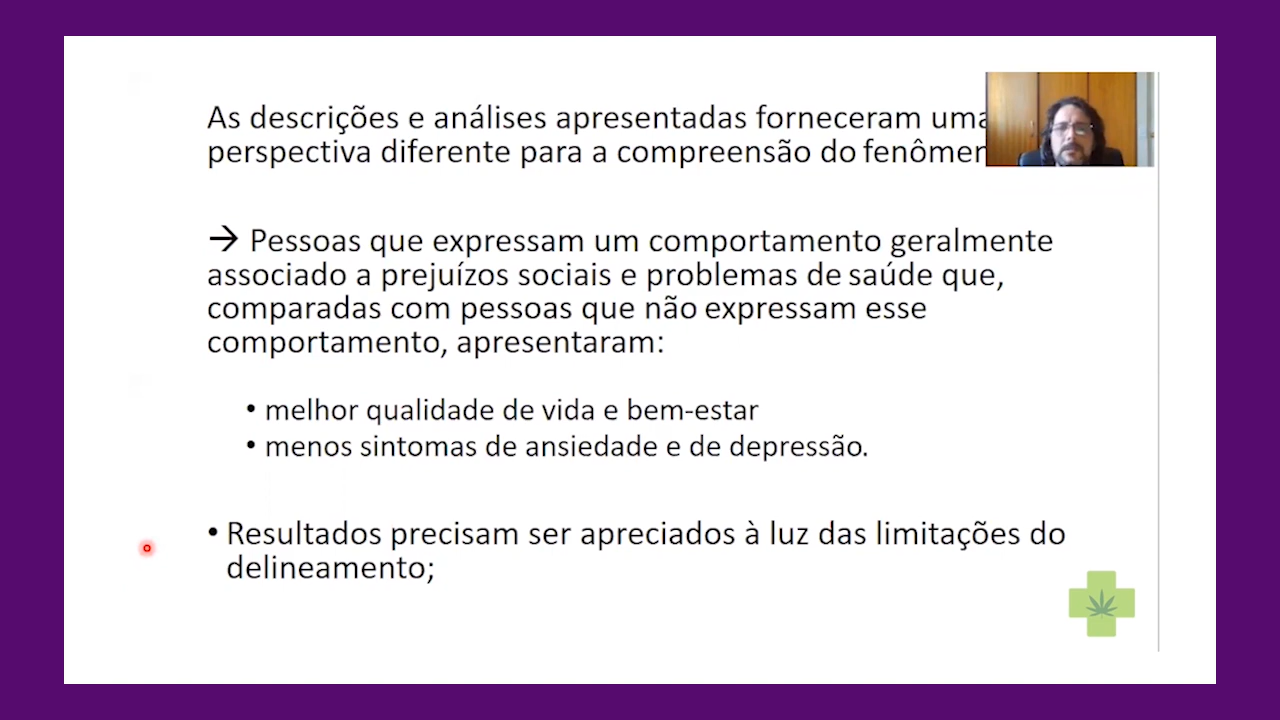 As descrições e análises apresentadas forneceram uma
perspectiva diferente para a compreensão do
→ Pessoas que expressam um comportamento geralmente
associado a prejuízos sociais e problemas de saúde que,
comparadas com pessoas que não expressam esse
comportamento, apresentaram:
• melhor qualidade de vida e bem-estar
• menos sintomas de ansiedade e de depressão.
• Resultados precisam ser apreciados à luz das limitações do
delineamento;